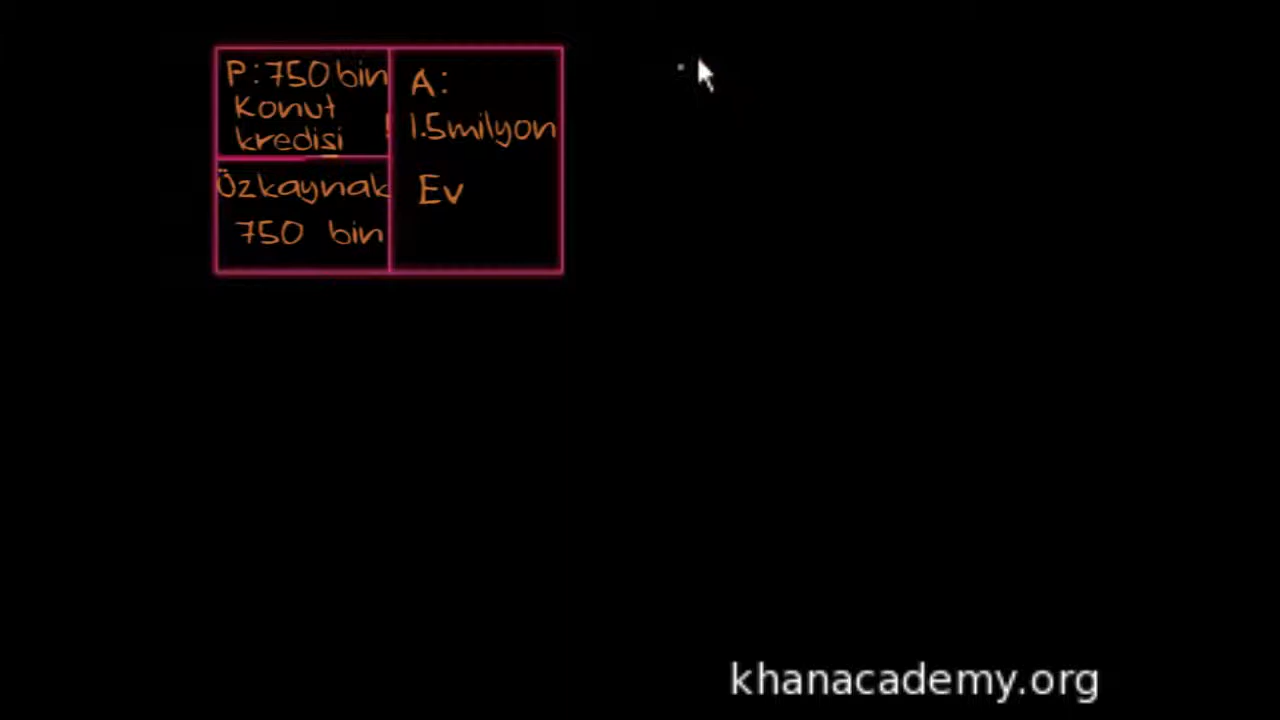 P: 750 bin
Konut
kredisi
Özkaynak
750 bin
A:
1.5milyon
Ev
khanacademy.org